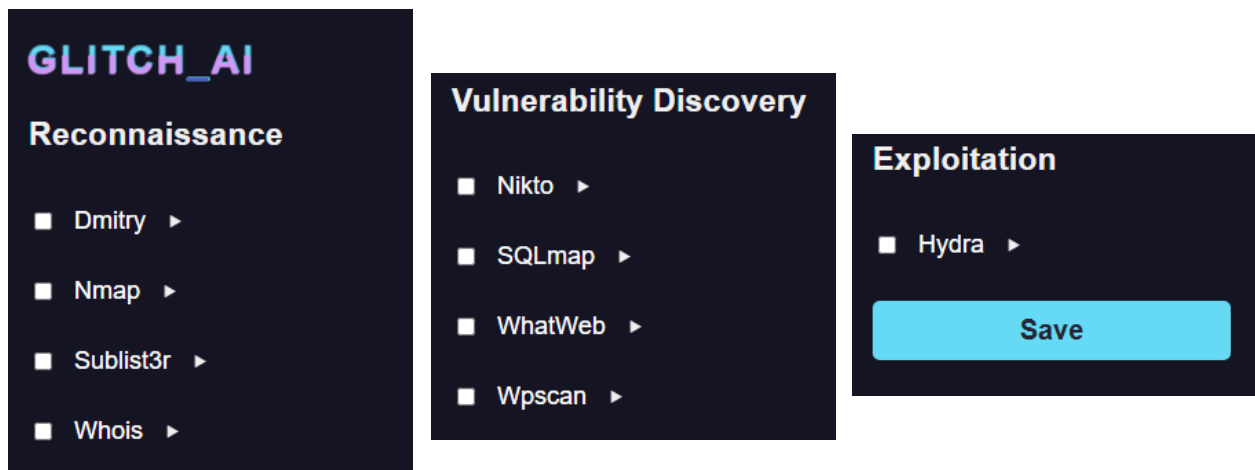 GLITCH_AI
Reconnaissance
Dmitry
Nmap
Sublist3r
Whois
Vulnerability Discovery
Nikto
SQLmap
WhatWeb
Wpscan
Exploitation
Hydra
Save